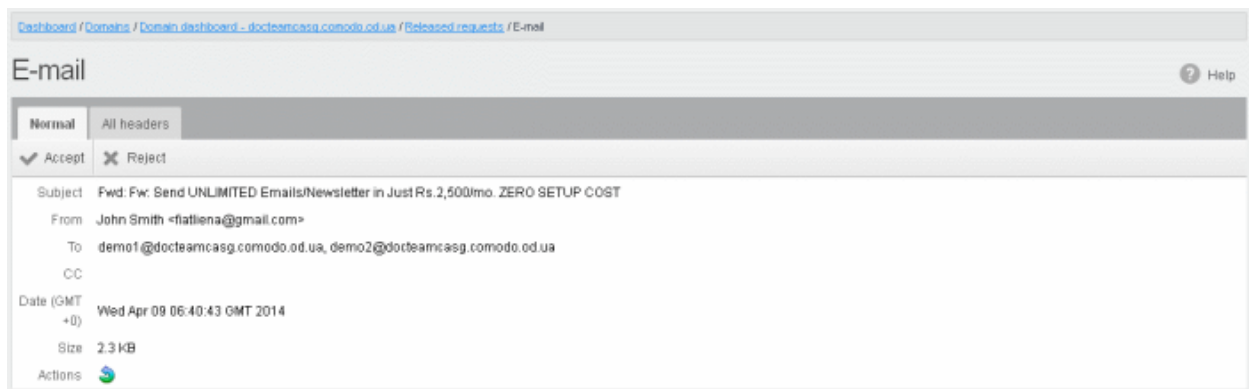 Dashboard / Domains / Domain dashboard - docteamcasg.comodo.od.ua / Released requests / E-mail
E-mail
Help
Normal All headers
Accept Reject
Subject Fwd: Fw: Send UNLIMITED Emails/Newsletter in Just Rs.2,500/mo. ZERO SETUP COST
From John Smith <flatliena@gmail.com>
To demo1@docteamcasg.comodo.od.ua, demo2@docteamcasg.comodo.od.ua
CC
Date (GMT
+0) Wed Apr 09 06:40:43 GMT 2014
Size 2.3 KB
Actions